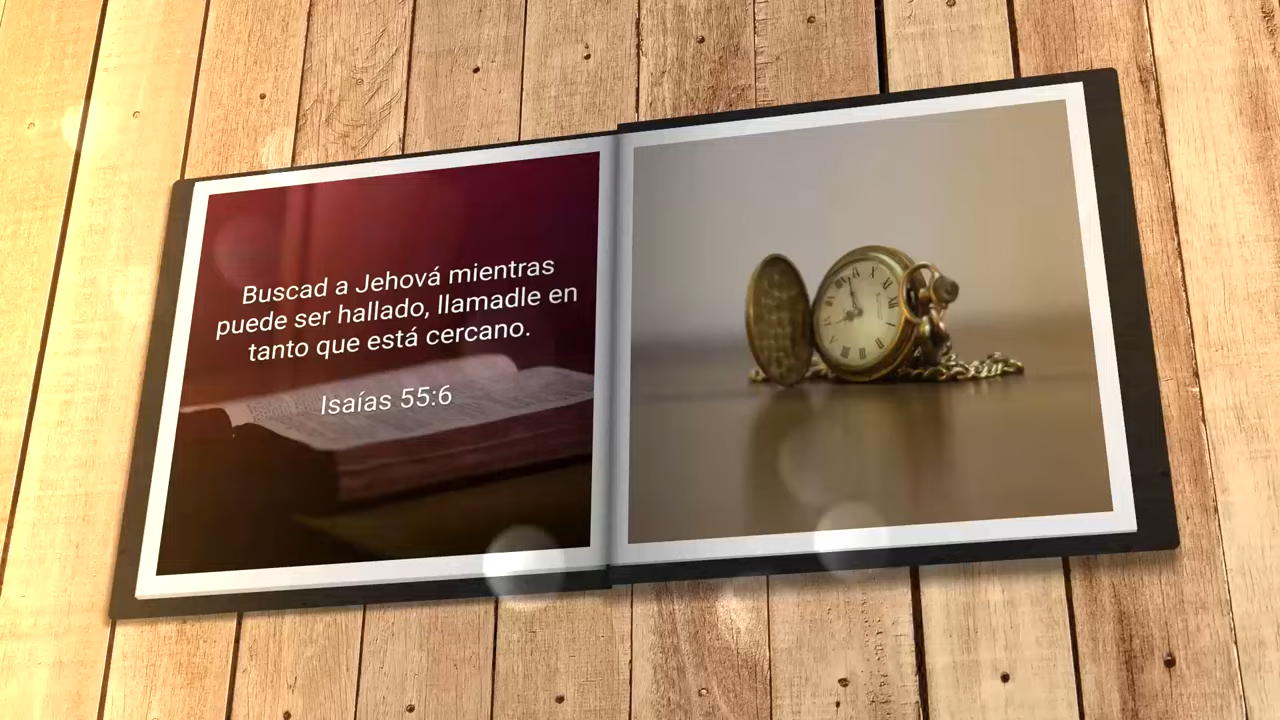 Buscad a Jehová mientras
puede ser hallado, llamadle en
tanto que está cercano.
Isaías 55:6